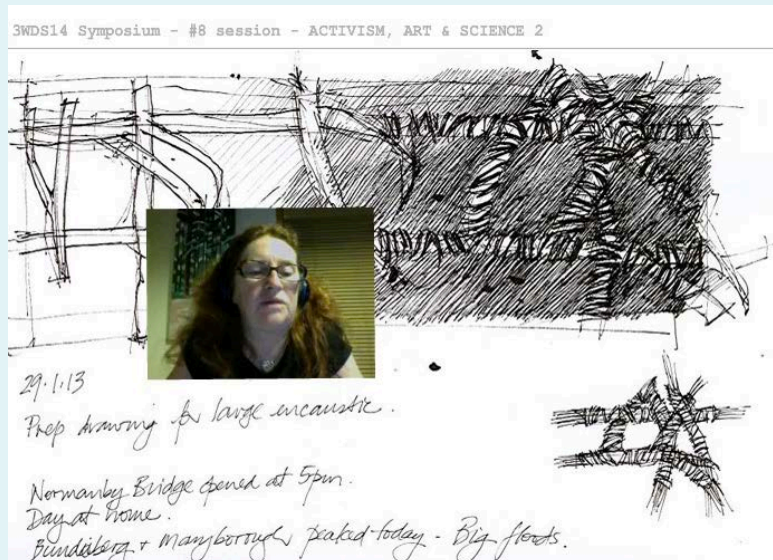 3WDS14 Symposium - #8 session - ACTIVISM, ART & SCIENCE 2
29.1.13
Prep drawing for large encaustic.
Normanby Bridge opened at 5pm.
Day at home.
Bundaberg + Maryborough peaked today - Big floods.